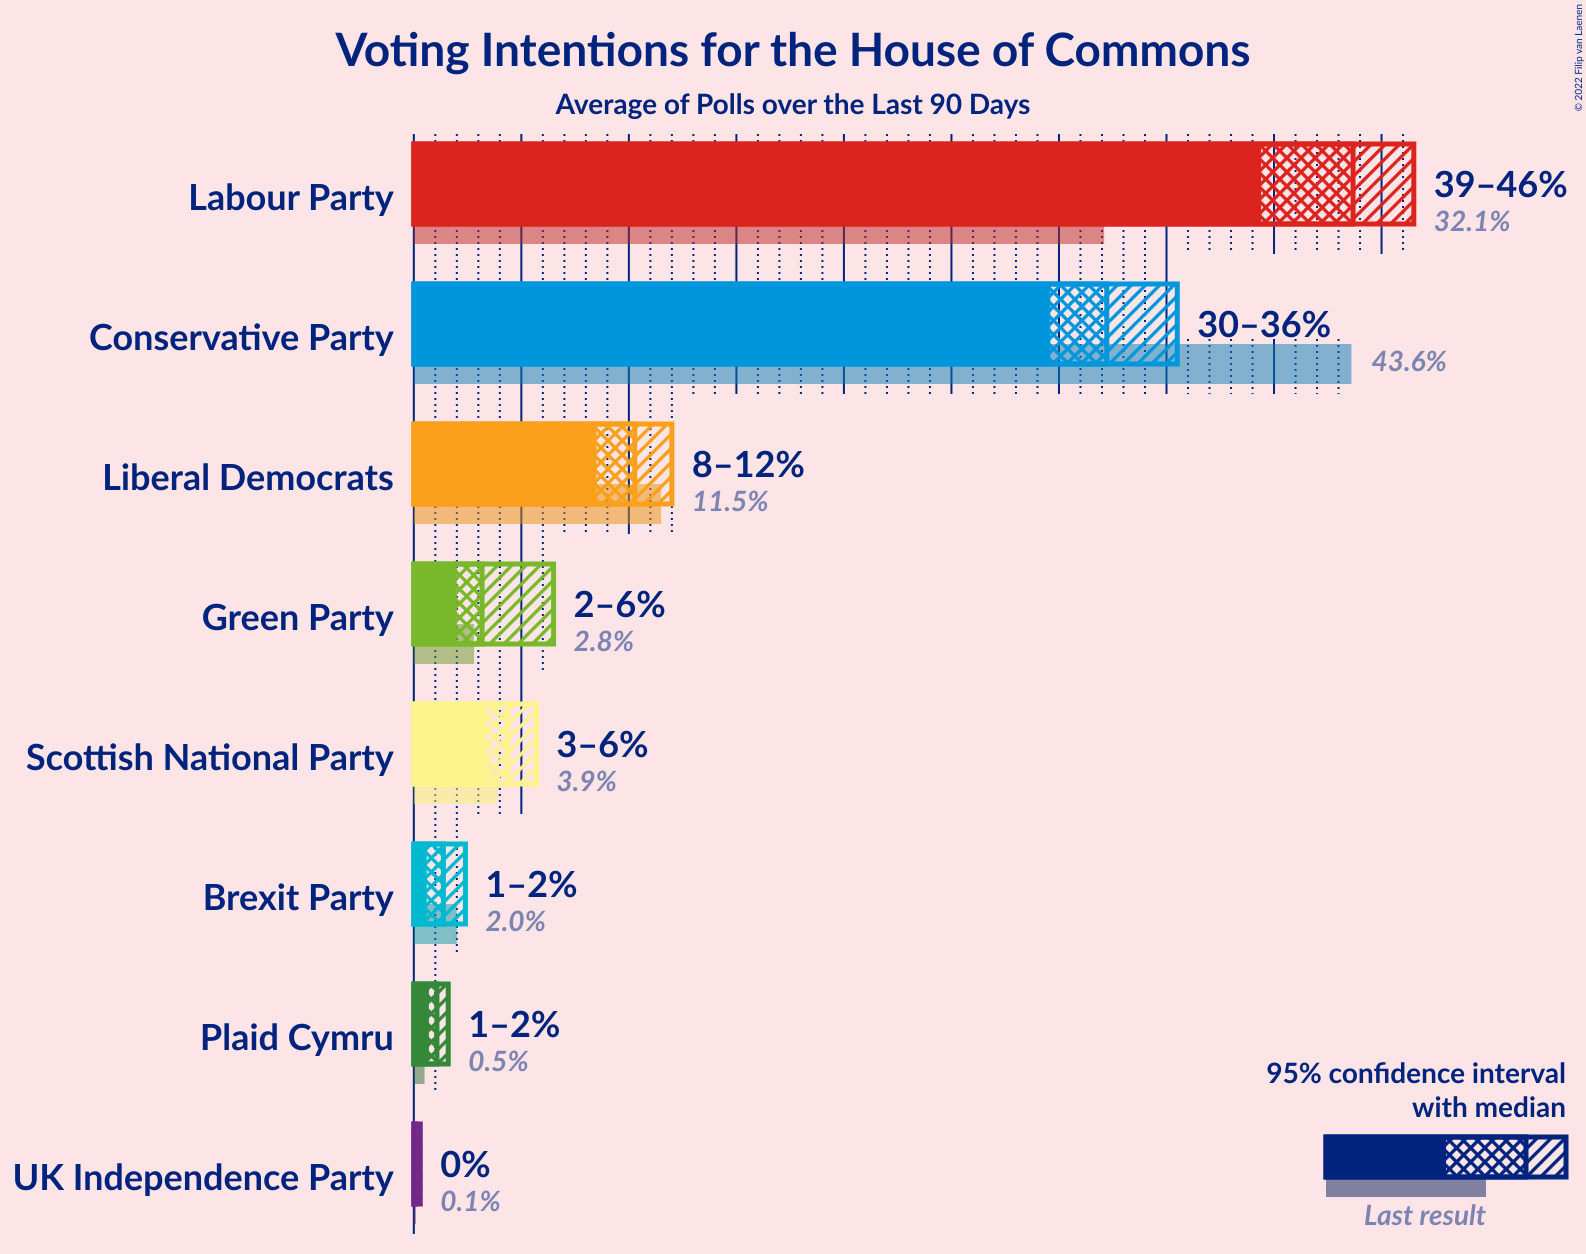 Voting Intentions for the House of Commons
Average of Polls over the Last 90 Days
© 2022 Filip van Laenen
Labour Party
39–46%
32.1%
Conservative Party
30–36%
43.6%
Liberal Democrats
8–12%
11.5%
Green Party
2–6%
2.8%
Scottish National Party
3–6%
3.9%
Brexit Party
1–2%
2.0%
Plaid Cymru
1–2%
0.5%
UK Independence Party
0%
0.1%
95% confidence interval
with median
Last result